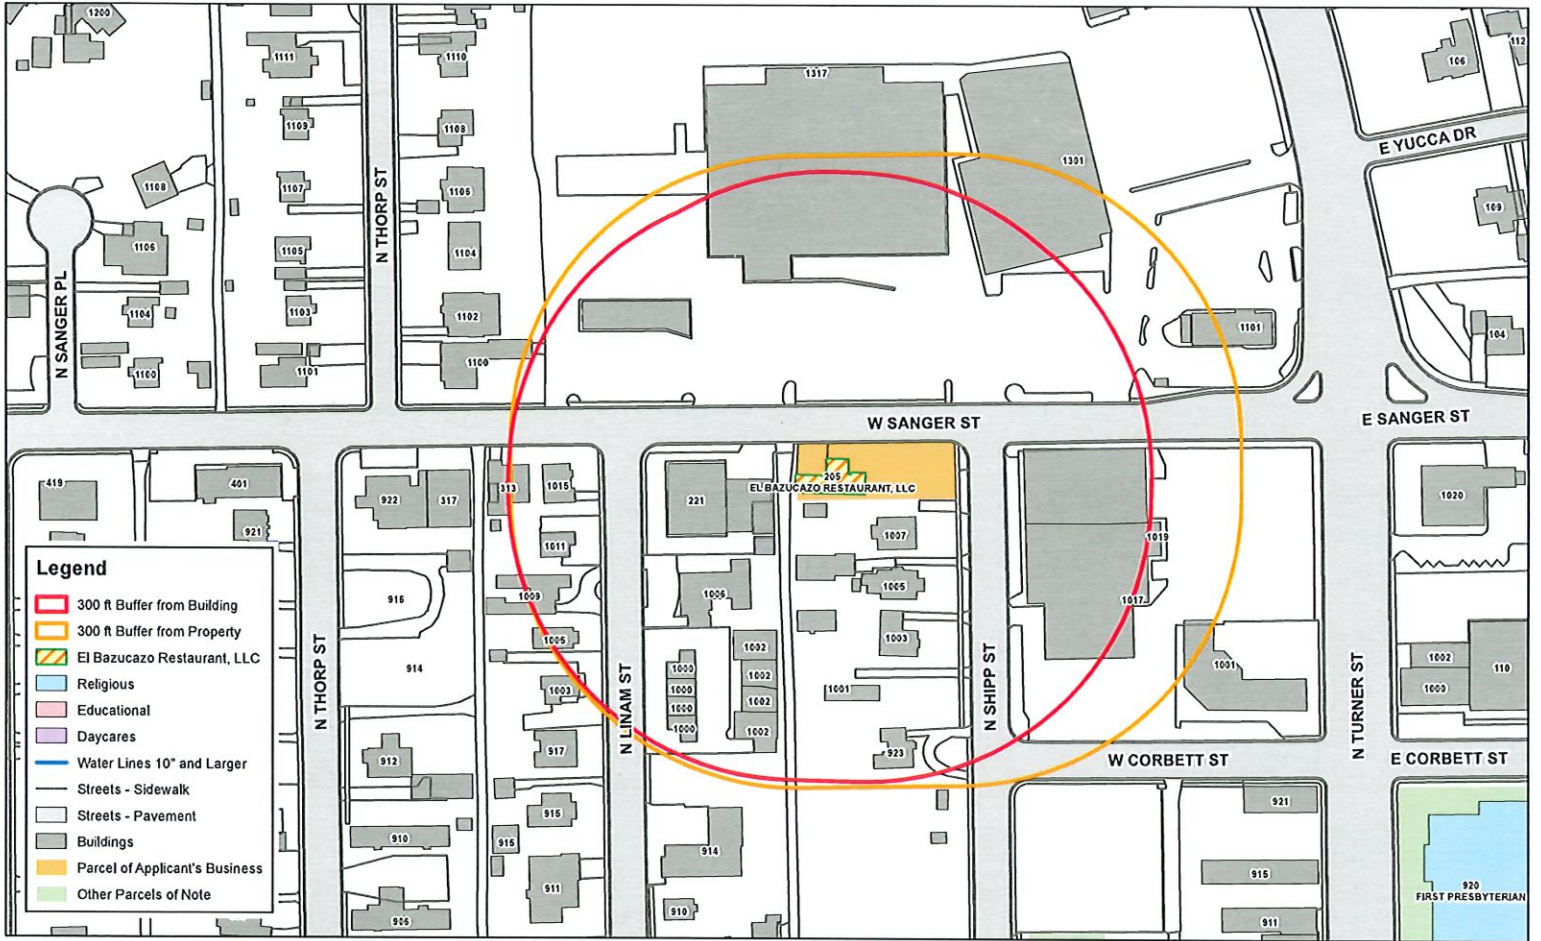 1200
1111
1110
1317
106
112
1109
1108
1301
E YUCCA DR
N THORP ST
1108
1107
1105
109
1106
1105
1104
N SANGER PL
1104
1103
1102
1101
104
1100
1101
1100
W SANGER ST
E SANGER ST
419
401
922
317
313
1015
221
205
EL BAZUCAZO RESTAURANT, LLC
1020
921
1011
1007
1019
916
1009
1006
1005
1017
914
1005
1003
1002
1002
1002
1002
1000
1000
1000
1000
1003
1001
1001
1002
1000
110
N THORP ST
N LINAM ST
N SHIPP ST
N TURNER ST
912
917
923
W CORBETT ST
E CORBETT ST
915
921
910
915
914
915
911
906
910
911
920
FIRST PRESBYTERIAN
Legend
300 ft Buffer from Building
300 ft Buffer from Property
El Bazucazo Restaurant, LLC
Religious
Educational
Daycares
Water Lines 10" and Larger
Streets - Sidewalk
Streets - Pavement
Buildings
Parcel of Applicant's Business
Other Parcels of Note